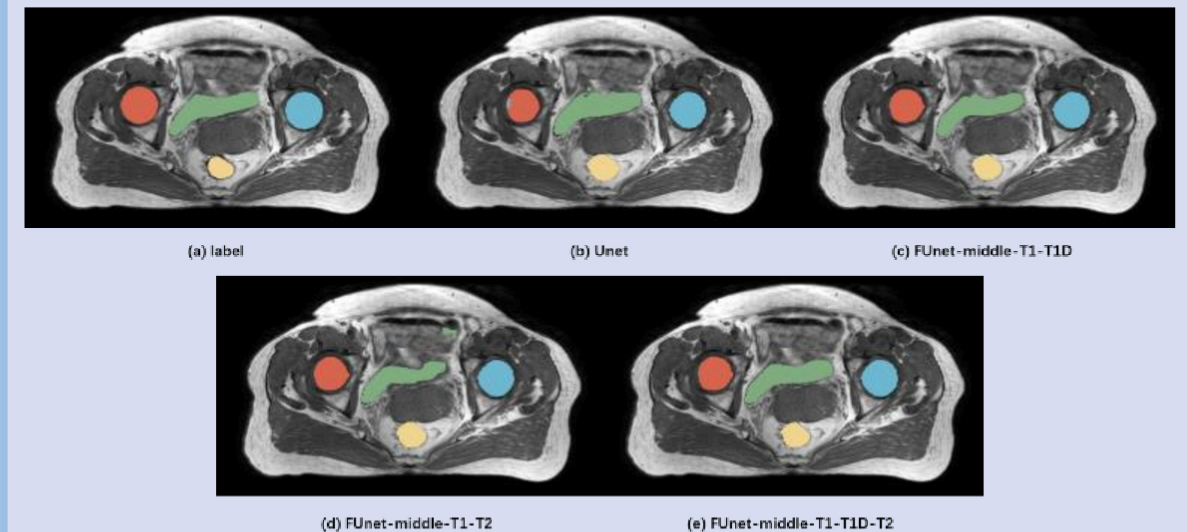 (a) label
(b) Unet
(c) FUnet-middle-T1-T1D
(d) FUnet-middle-T1-T2
(e) FUnet-middle-T1-T1D-T2